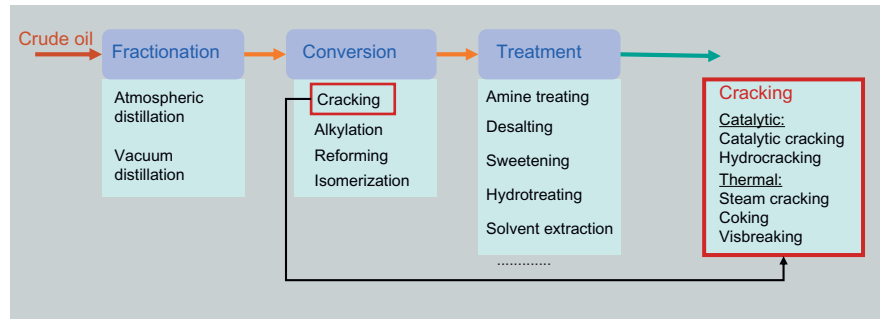 Crude oil
Fractionation
Atmospheric
distillation
Vacuum
distillation
Conversion
Cracking
Alkylation
Reforming
Isomerization
Treatment
Amine treating
Desalting
Sweetening
Hydrotreating
Solvent extraction
.............
Cracking
Catalytic:
Catalytic cracking
Hydrocracking
Thermal:
Steam cracking
Coking
Visbreaking